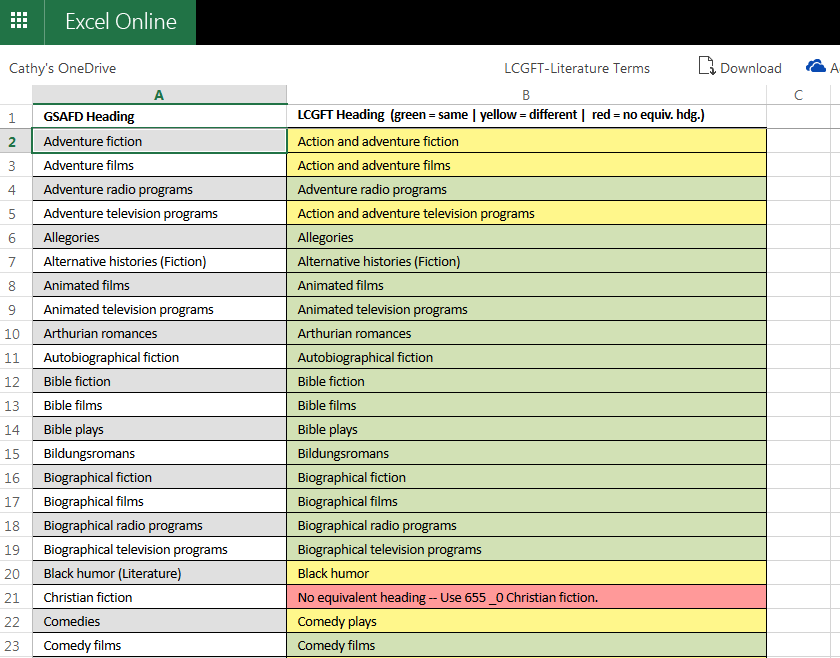 Excel Online
Cathy's OneDrive LCGFT-Literature Terms Download A
A B C
1 GSAFD Heading LCGFT Heading (green = same | yellow = different | red = no equiv. hdg.)
2 Adventure fiction Action and adventure fiction
3 Adventure films Action and adventure films
4 Adventure radio programs Adventure radio programs
5 Adventure television programs Action and adventure television programs
6 Allegories Allegories
7 Alternative histories (Fiction) Alternative histories (Fiction)
8 Animated films Animated films
9 Animated television programs Animated television programs
10 Arthurian romances Arthurian romances
11 Autobiographical fiction Autobiographical fiction
12 Bible fiction Bible fiction
13 Bible films Bible films
14 Bible plays Bible plays
15 Bildungsromans Bildungsromans
16 Biographical fiction Biographical fiction
17 Biographical films Biographical films
18 Biographical radio programs Biographical radio programs
19 Biographical television programs Biographical television programs
20 Black humor (Literature) Black humor
21 Christian fiction No equivalent heading -- Use 655 _0 Christian fiction.
22 Comedies Comedy plays
23 Comedy films Comedy films